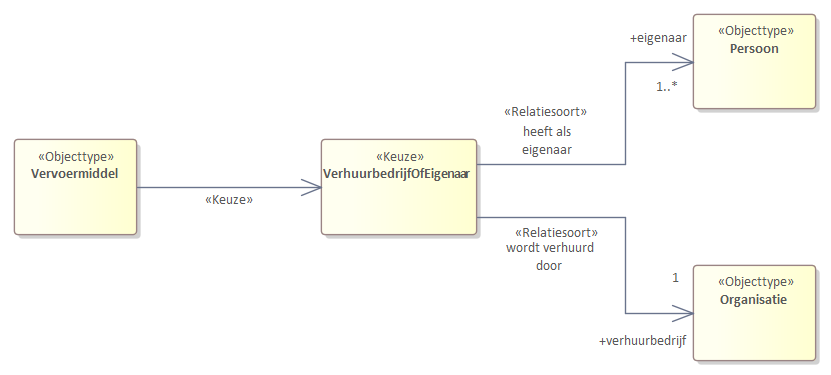 «Objecttype»
Persoon
+eigenaar
1..*
«Relatiesoort»
heeft als
eigenaar
«Objecttype»
Vervoermiddel
«Keuze»
«Keuze»
VerhuurbedrijfOfEigenaar
«Relatiesoort»
wordt verhuurd
door
1
+verhuurbedrijf
«Objecttype»
Organisatie